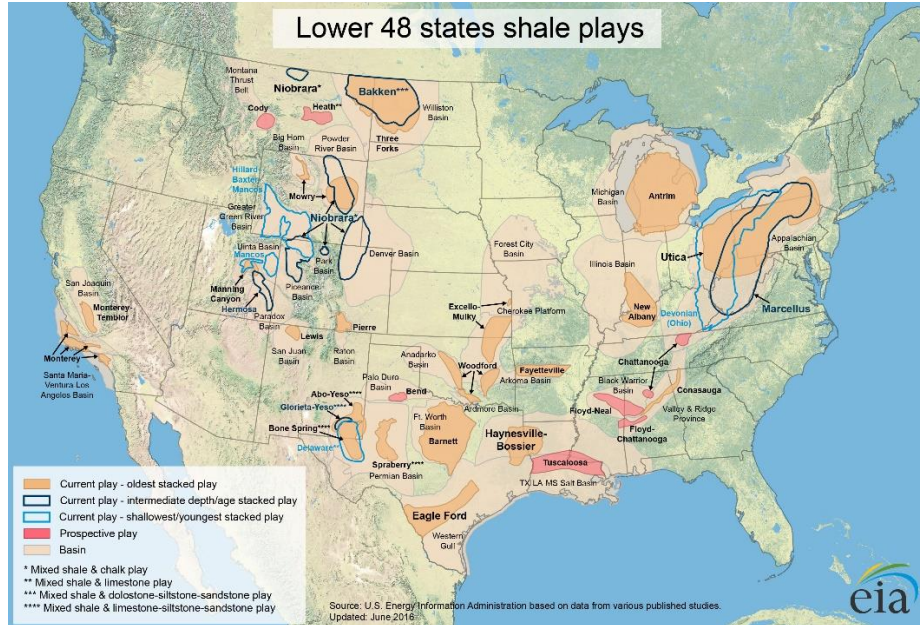 Lower 48 states shale plays
Montana
Thrust
Belt
Niobrara*
Bakken***
Cody
Heath**
Williston
Basin
Big Horn
Basin
Powder
River Basin
Three
Forks
Hillard-
Baxter-
Mancos
Mowry
Greater
Green River
Basin
Niobrara*
Uinta Basin
Mancos
Park
Basin
Denver Basin
Manning
Canyon
Piceance
Basin
Hermosa
Paradox
Basin
San Joaquin
Basin
Monterey-
Temblor
Monterey
Santa Maria-
Ventura Los
Angeles Basin
Lewis
San Juan
Basin
Pierre
Raton
Basin
Michigan
Basin
Antrim
Forest City
Basin
Illinois Basin
Excello-
Mulky
Cherokee Platform
New
Albany
Utica
Appalachian
Basin
Devonian
(Ohio)
Marcellus
Anadarko
Basin
Woodford
Fayetteville
Arkoma Basin
Palo Duro
Basin
Bend
Ardmore Basin
Abo-Yeso****
Glorieta-Yeso****
Bone Spring****
Delaware**
Ft. Worth
Basin
Barnett
Spraberry****
Permian Basin
Haynesville-
Bossier
Chattanooga
Black Warrior
Basin
Conasauga
Floyd-Neal
Valley & Ridge
Province
Floyd-
Chattanooga
Tuscaloosa
TX LA MS Salt Basin
Eagle Ford
Western
Gulf
Current play - oldest stacked play
Current play - intermediate depth/age stacked play
Current play - shallowest/youngest stacked play
Prospective play
Basin
* Mixed shale & chalk play
** Mixed shale & limestone play
*** Mixed shale & dolostone-siltstone-sandstone play
**** Mixed shale & limestone-siltstone-sandstone play
Source: U.S. Energy Information Administration based on data from various published studies.
Updated: June 2016
eia